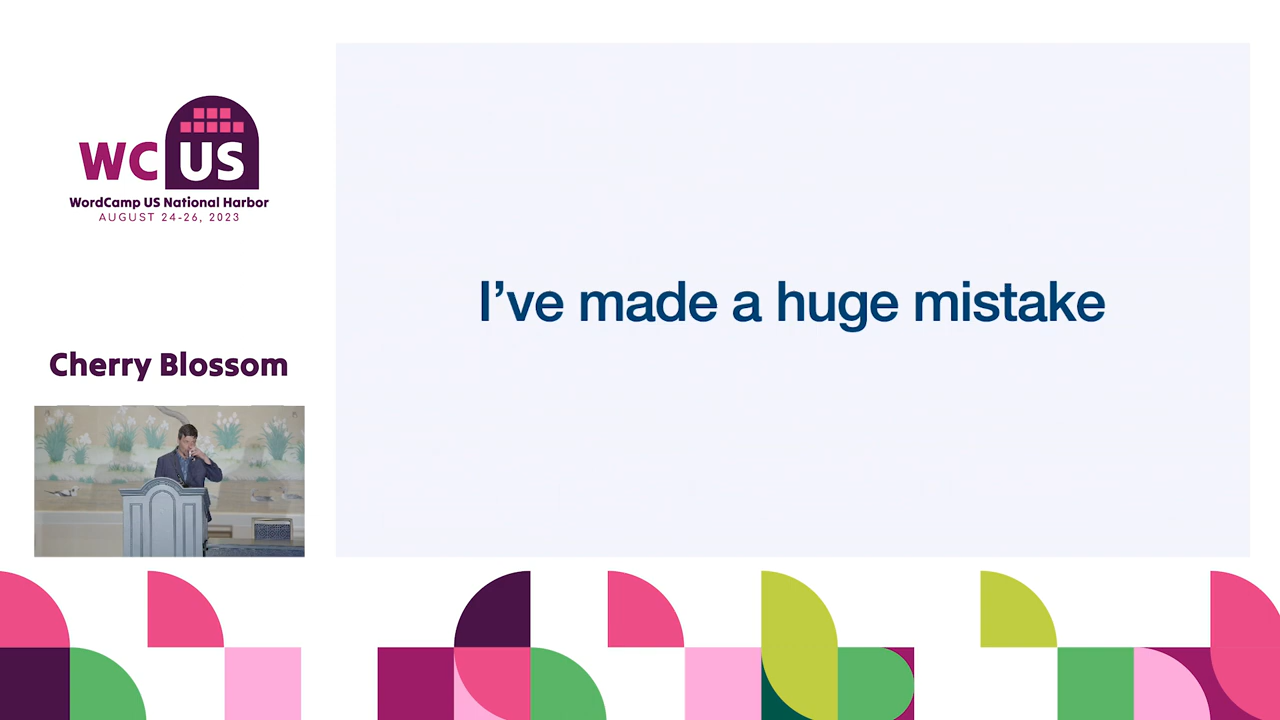 WC US
WordCamp US National Harbor
AUGUST 24-26, 2023
I’ve made a huge mistake
Cherry Blossom